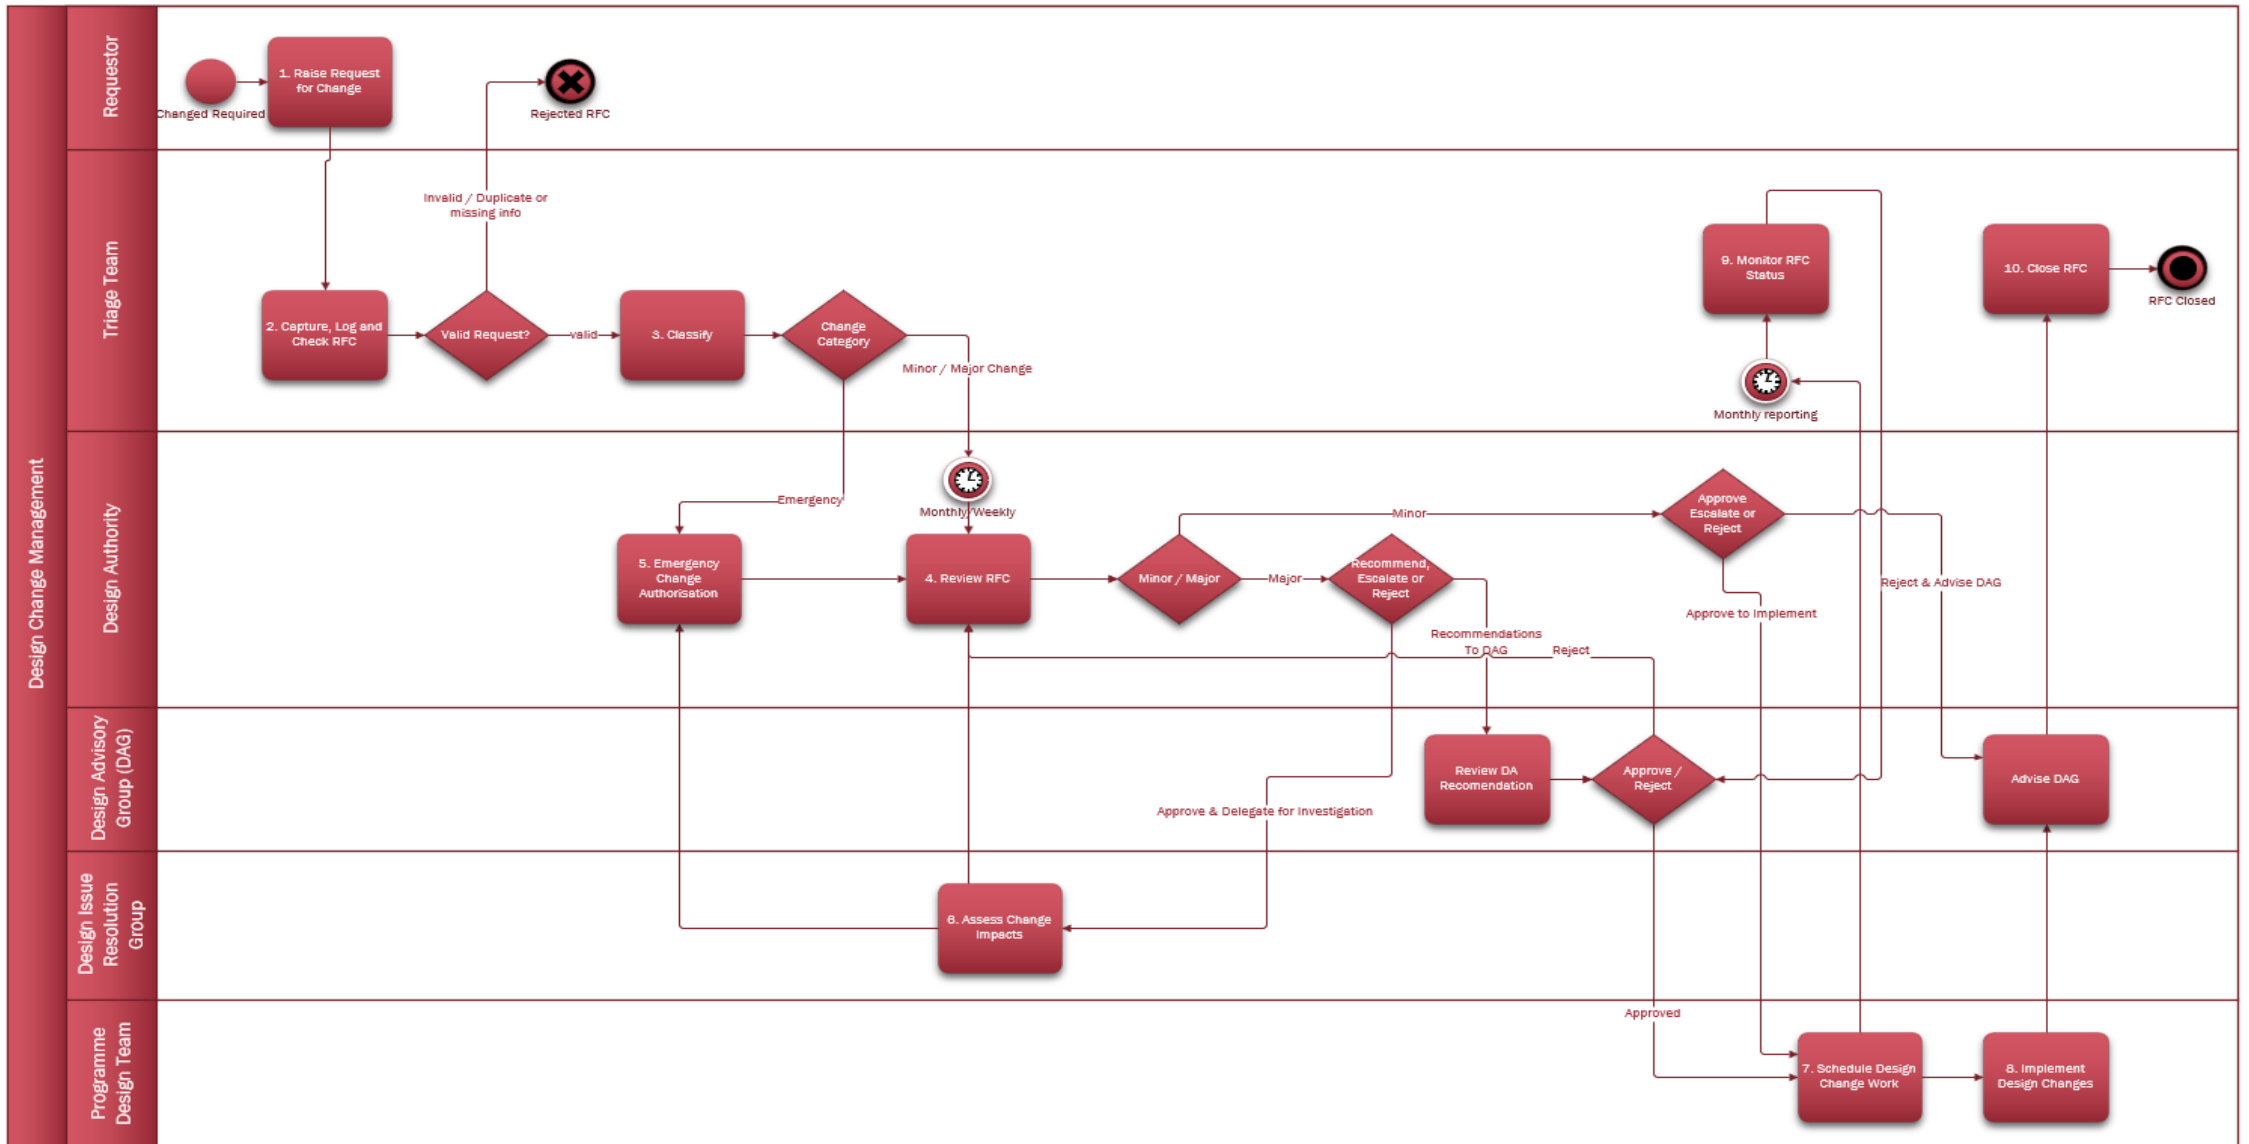 Design Change Management
Requestor
Changed Required
1. Raise Request
for Change
Rejected RFC
Triage Team
Invalid / Duplicate or
missing info
2. Capture, Log and
Check RFC
Valid Request?
valid
3. Classify
Change
Category
Minor / Major Change
9. Monitor RFC
Status
Monthly reporting
10. Close RFC
RFC Closed
Design Authority
Emergency
Monthly/Weekly
5. Emergency
Change
Authorisation
4. Review RFC
Minor / Major
Minor
Major
Recommend,
Escalate or
Reject
Approve
Escalate or
Reject
Reject & Advise DAG
Approve to Implement
Recommendations
To DAG
Reject
Design Advisory
Group (DAG)
Review DA
Recomendation
Approve /
Reject
Advise DAG
Approve & Delegate for Investigation
Design Issue
Resolution
Group
6. Assess Change
Impacts
Programme
Design Team
Approved
7. Schedule Design
Change Work
8. Implement
Design Changes